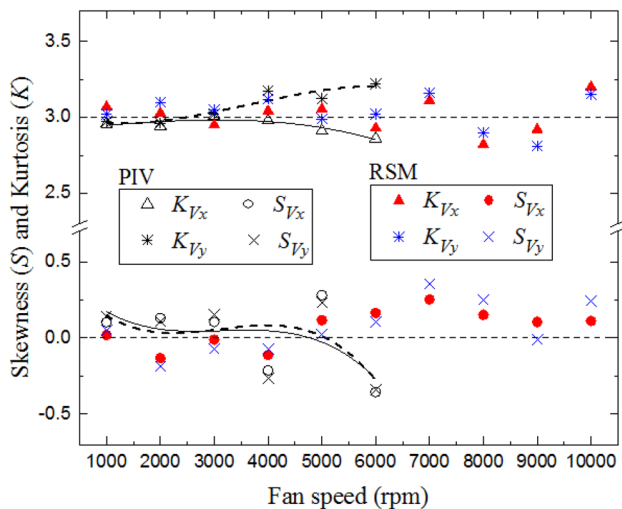 Skewness (S) and Kurtosis (K)
3.5
3.0
2.5
0.5
0.0
-0.5
PIV
K_Vx S_Vx
K_Vy S_Vy
RSM
K_Vx S_Vx
K_Vy S_Vy
1000 2000 3000 4000 5000 6000 7000 8000 9000 10000
Fan speed (rpm)